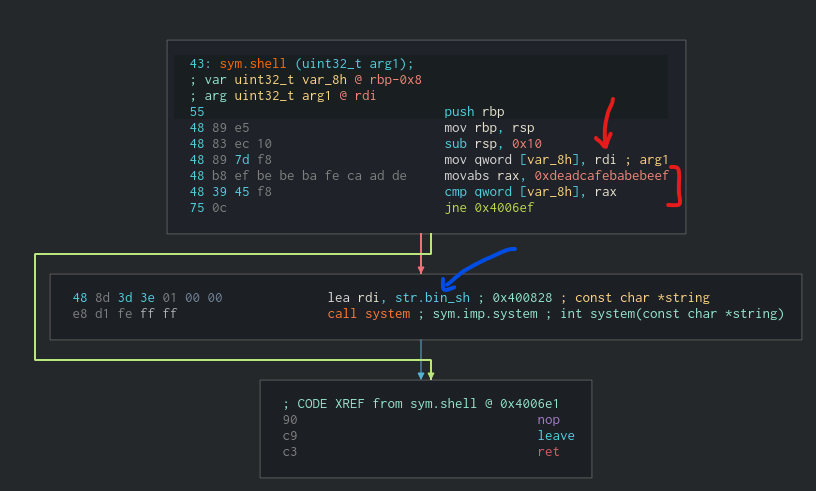 43: sym.shell (uint32_t arg1);
; var uint32_t var_8h @ rbp-0x8
; arg uint32_t arg1 @ rdi
55 push rbp
48 89 e5 mov rbp, rsp
48 83 ec 10 sub rsp, 0x10
48 89 7d f8 mov qword [var_8h], rdi ; arg1
48 b8 ef be be ba fe ca ad de movabs rax, 0xdeadcafebabebeef
48 39 45 f8 cmp qword [var_8h], rax
75 0c jne 0x4006ef
48 8d 3d 3e 01 00 00 lea rdi, str.bin_sh ; 0x400828 ; const char *string
e8 d1 fe ff ff call system ; sym.imp.system ; int system(const char *string)
; CODE XREF from sym.shell @ 0x4006e1
90 nop
c9 leave
c3 ret